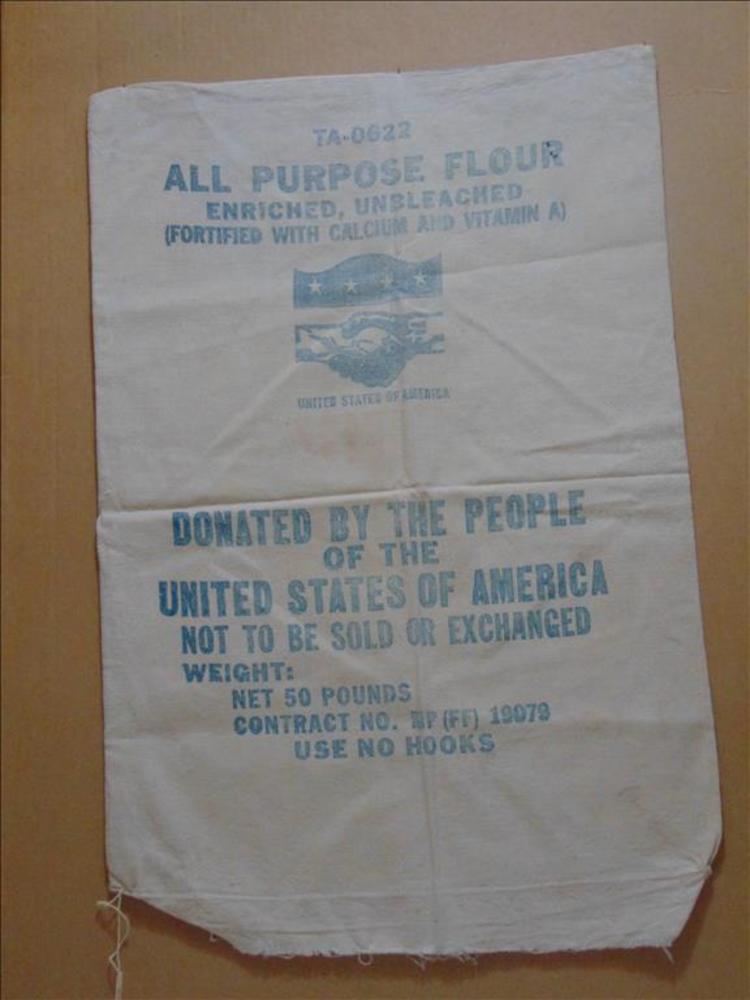 TA-0622
ALL PURPOSE FLOUR
ENRICHED, UNBLEACHED
(FORTIFIED WITH CALCIUM AND VITAMIN A)
UNITED STATES OF AMERICA
DONATED BY THE PEOPLE
OF THE
UNITED STATES OF AMERICA
NOT TO BE SOLD OR EXCHANGED
WEIGHT:
NET 50 POUNDS
CONTRACT NO. (FF) 19079
USE NO HOOKS